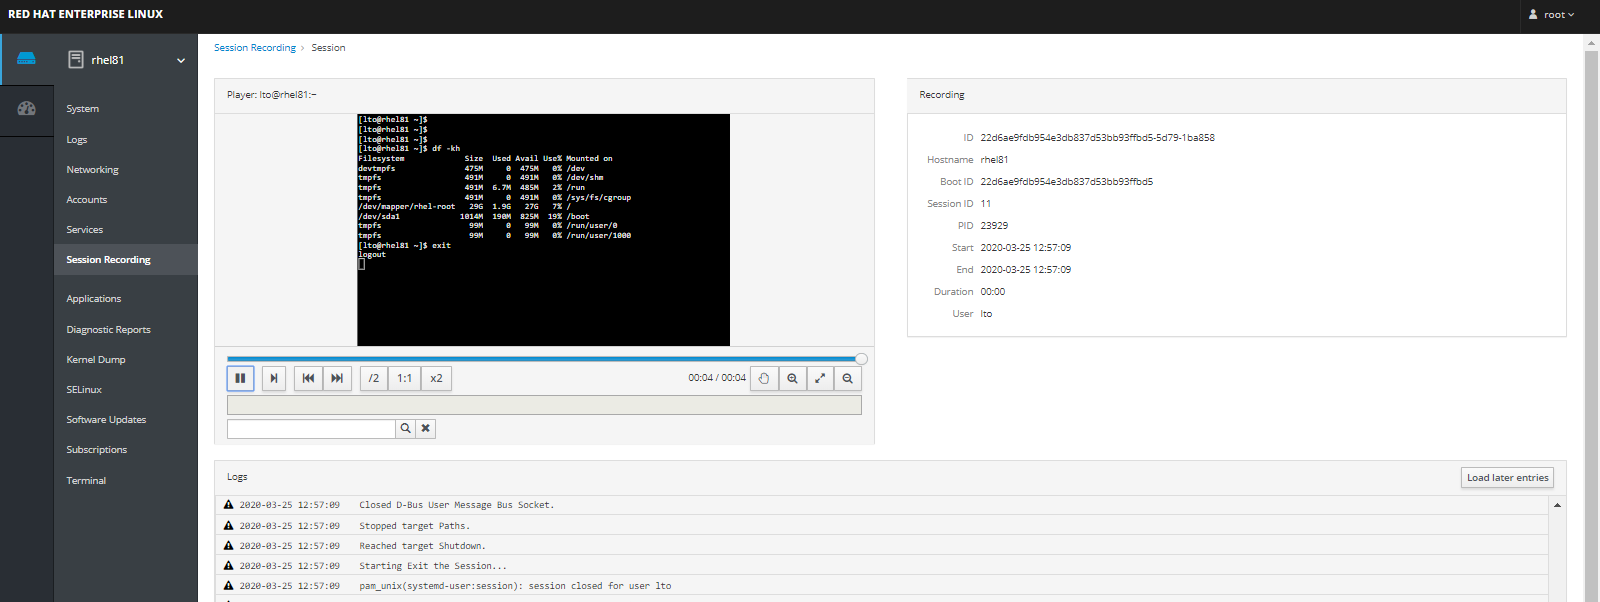 RED HAT ENTERPRISE LINUX
root
rhel81
System
Logs
Networking
Accounts
Services
Session Recording
Applications
Diagnostic Reports
Kernel Dump
SELinux
Software Updates
Subscriptions
Terminal
Session Recording > Session
Player: lto@rhel81:~
[lto@rhel81 ~]$
[lto@rhel81 ~]$
[lto@rhel81 ~]$
[lto@rhel81 ~]$ df -kh
Filesystem Size Used Avail Use% Mounted on
devtmpfs 475M 0 475M 0% /dev
tmpfs 491M 0 491M 0% /dev/shm
tmpfs 491M 6.7M 485M 2% /run
tmpfs 491M 0 491M 0% /sys/fs/cgroup
/dev/mapper/rhel-root 29G 1.9G 27G 7% /
/dev/sda1 1014M 190M 825M 19% /boot
tmpfs 99M 0 99M 0% /run/user/0
tmpfs 99M 0 99M 0% /run/user/1000
[lto@rhel81 ~]$ exit
logout
/2 1:1 x2 00:04 / 00:04
Recording
ID 22d6ae9fdb954e3db837d53bb93ffbd5-5d79-1ba858
Hostname rhel81
Boot ID 22d6ae9fdb954e3db837d53bb93ffbd5
Session ID 11
PID 23929
Start 2020-03-25 12:57:09
End 2020-03-25 12:57:09
Duration 00:00
User lto
Logs
Load later entries
2020-03-25 12:57:09 Closed D-Bus User Message Bus Socket.
2020-03-25 12:57:09 Stopped target Paths.
2020-03-25 12:57:09 Reached target Shutdown.
2020-03-25 12:57:09 Starting Exit the Session...
2020-03-25 12:57:09 pam_unix(systemd-user:session): session closed for user lto